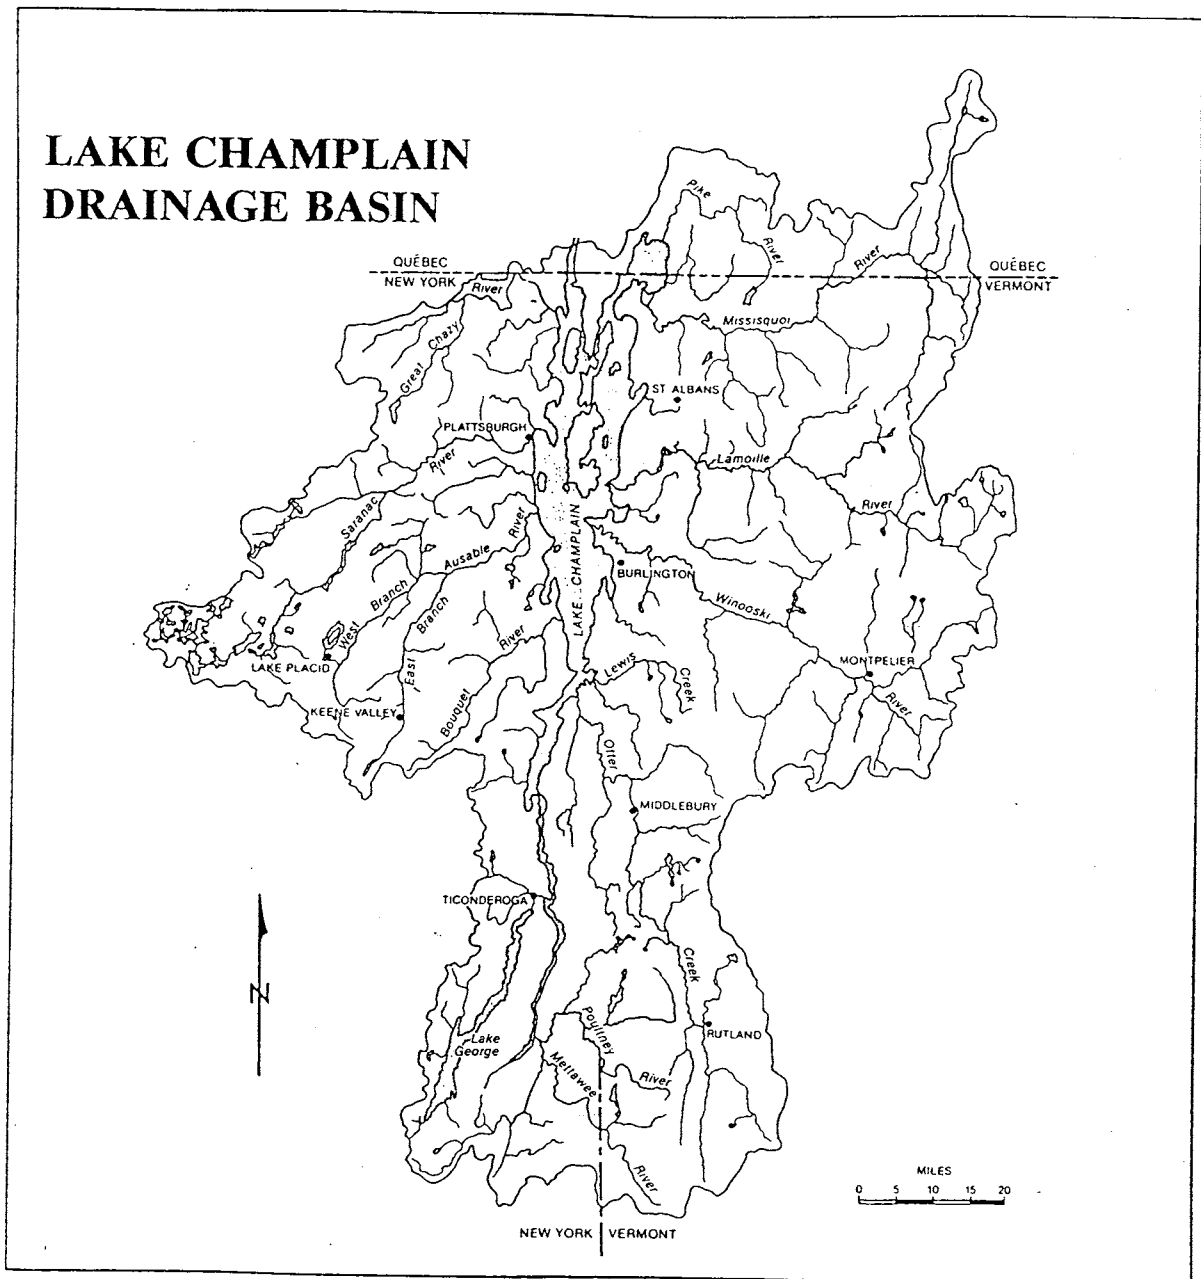 LAKE CHAMPLAIN
DRAINAGE BASIN
Pike
River
QUÉBEC
NEW YORK
River
QUÉBEC
VERMONT
River
Great Chazy
Missisquoi
ST ALBANS
PLATTSBURGH
River
Saranac
Lamoille
River
LAKE CHAMPLAIN
River
Ausable
BURLINGTON
Branch
West
Branch
East
Winooski
LAKE PLACID
River
Bouquet
Lewis
Creek
MONTPELIER
River
KEENE VALLEY
Otter
MIDDLEBURY
TICONDEROGA
Creek
N
Poultney
RUTLAND
Lake
George
Mettawee
River
River
MILES
0 5 10 15 20
NEW YORK
VERMONT